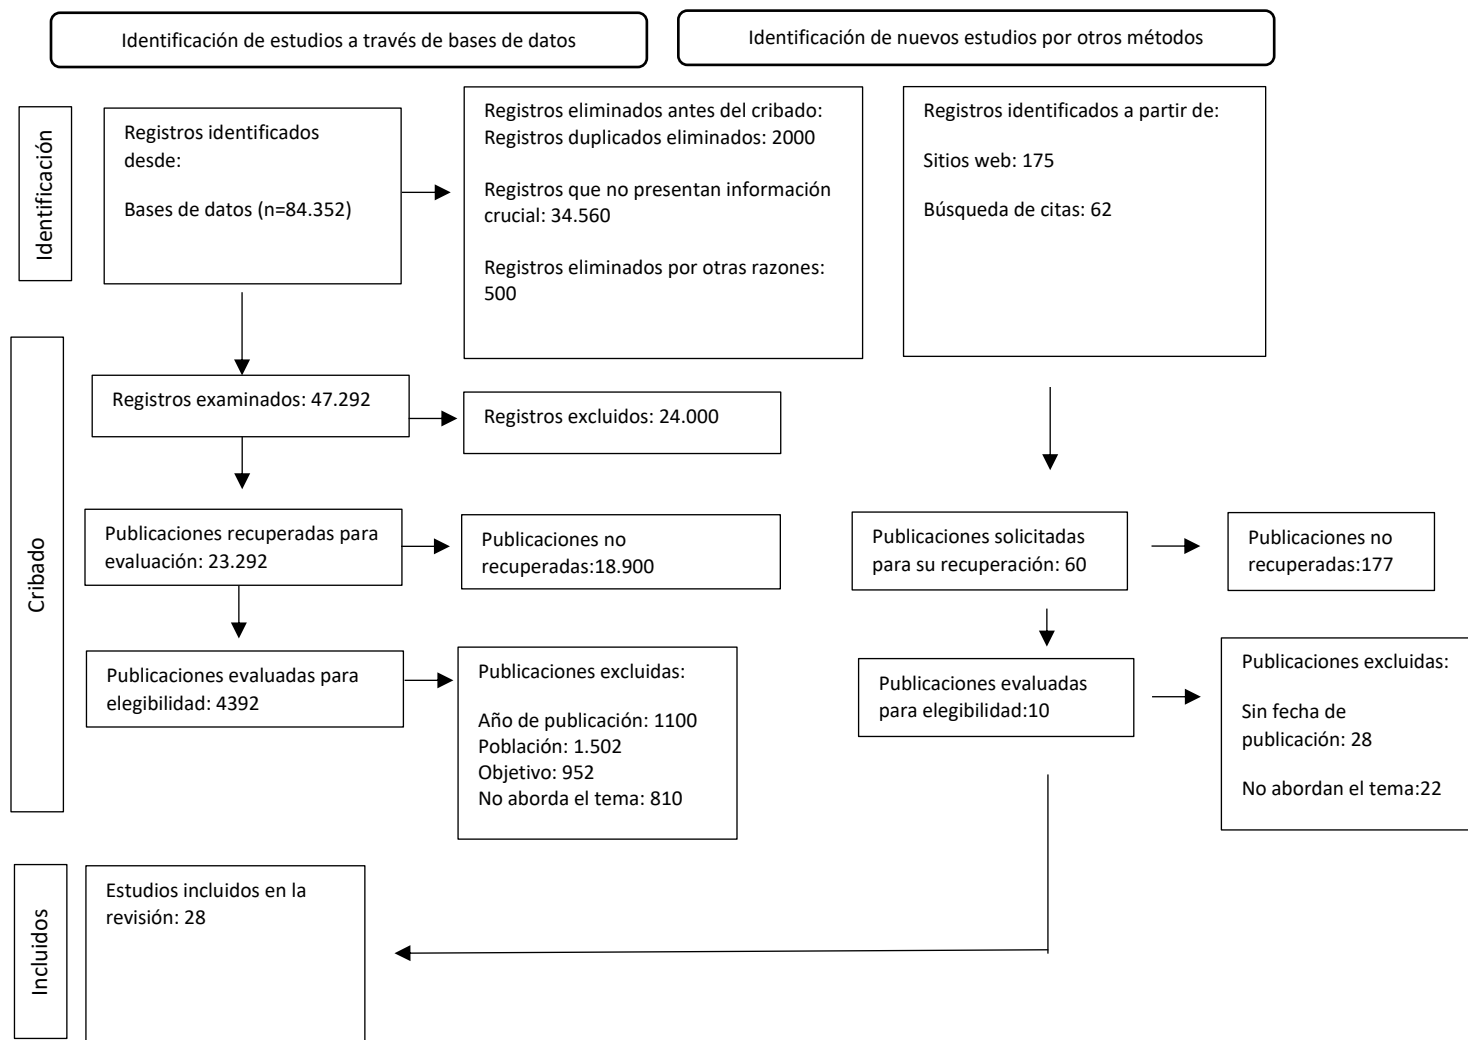 Identificación de estudios a través de bases de datos
Identificación de nuevos estudios por otros métodos
Identificación
Registros identificados
desde:
Bases de datos (n=84.352)
Registros eliminados antes del cribado:
Registros duplicados eliminados: 2000
Registros que no presentan información
crucial: 34.560
Registros eliminados por otras razones:
500
Registros identificados a partir de:
Sitios web: 175
Búsqueda de citas: 62
Cribado
Registros examinados: 47.292
Registros excluidos: 24.000
Publicaciones recuperadas para
evaluación: 23.292
Publicaciones no
recuperadas:18.900
Publicaciones solicitadas
para su recuperación: 60
Publicaciones no
recuperadas:177
Publicaciones evaluadas para
elegibilidad: 4392
Publicaciones excluidas:
Año de publicación: 1100
Población: 1.502
Objetivo: 952
No aborda el tema: 810
Publicaciones evaluadas
para elegibilidad:10
Publicaciones excluidas:
Sin fecha de
publicación: 28
No abordan el tema:22
Incluidos
Estudios incluidos en la
revisión: 28